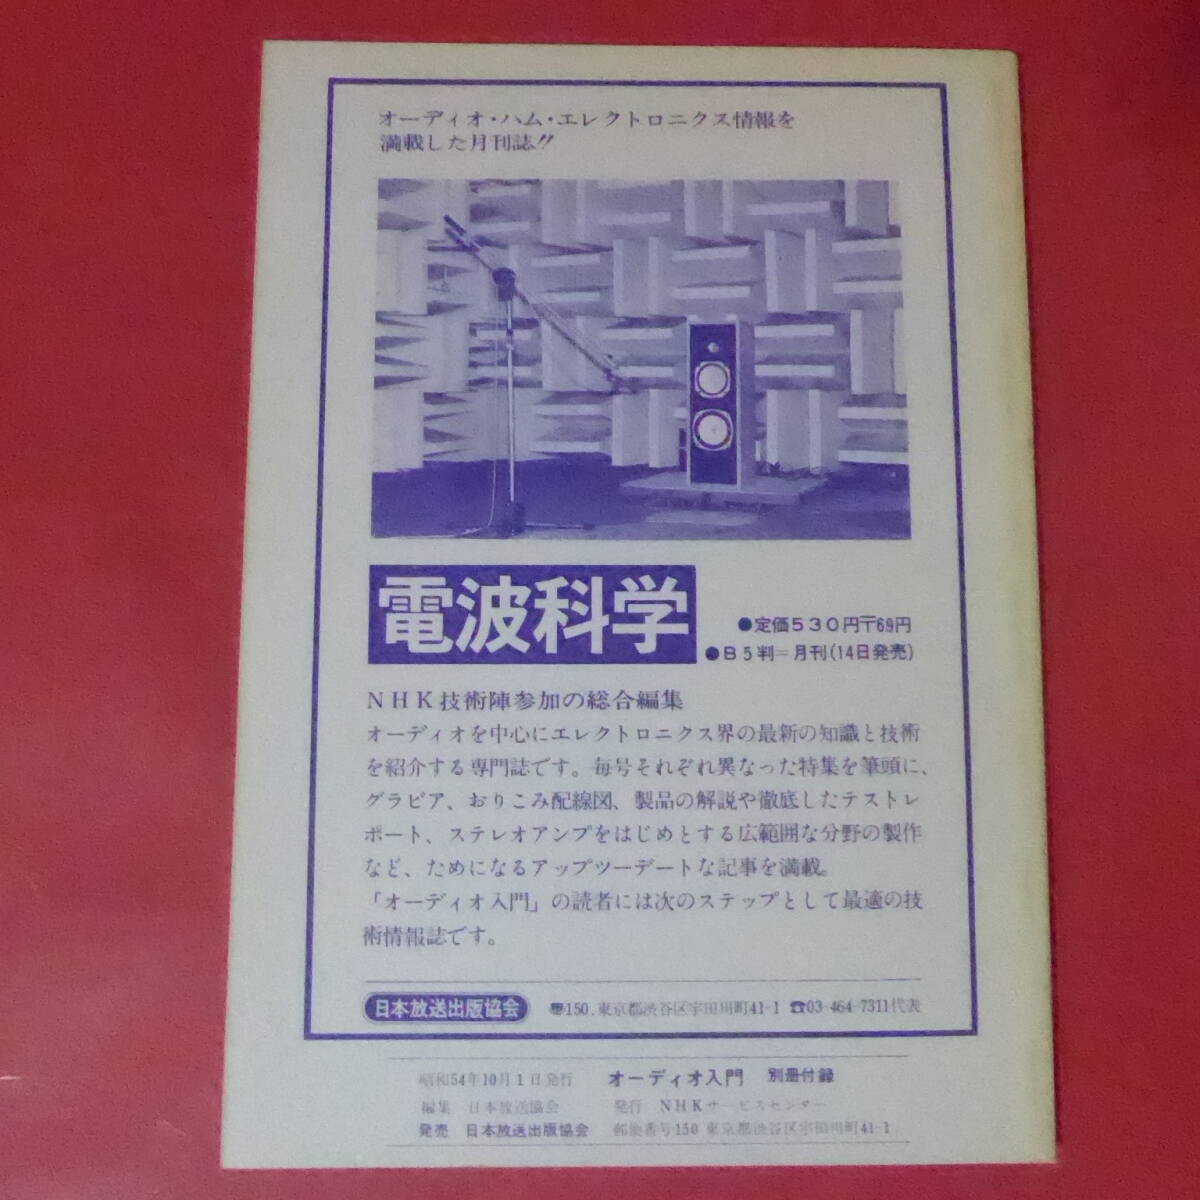 オーディオ・ハム・エレクトロニクス情報を
満載した月刊誌!!
電波科学
●定価530円〒69円
●B5判＝月刊(14日発売)
NHK技術陣参加の総合編集
オーディオを中心にエレクトロニクス界の最新の知識と技術
を紹介する専門誌です。毎号それぞれ異なった特集を筆頭に、
グラビア、おりこみ配線図、製品の解説や徹底したテストレ
ポート、ステレオアンプをはじめとする広範囲な分野の製作
など、ためになるアップツーデートな記事を満載。
「オーディオ入門」の読者には次のステップとして最適の技
術情報誌です。
日本放送出版協会 〠150.東京都渋谷区宇田川町41-1 ☎03-464-7311代表
昭和54年10月1日発行 オーディオ入門 別冊付録
編集 日本放送協会 発行 NHKサービスセンター
発売 日本放送出版協会 郵便番号150 東京都渋谷区宇田川町41-1